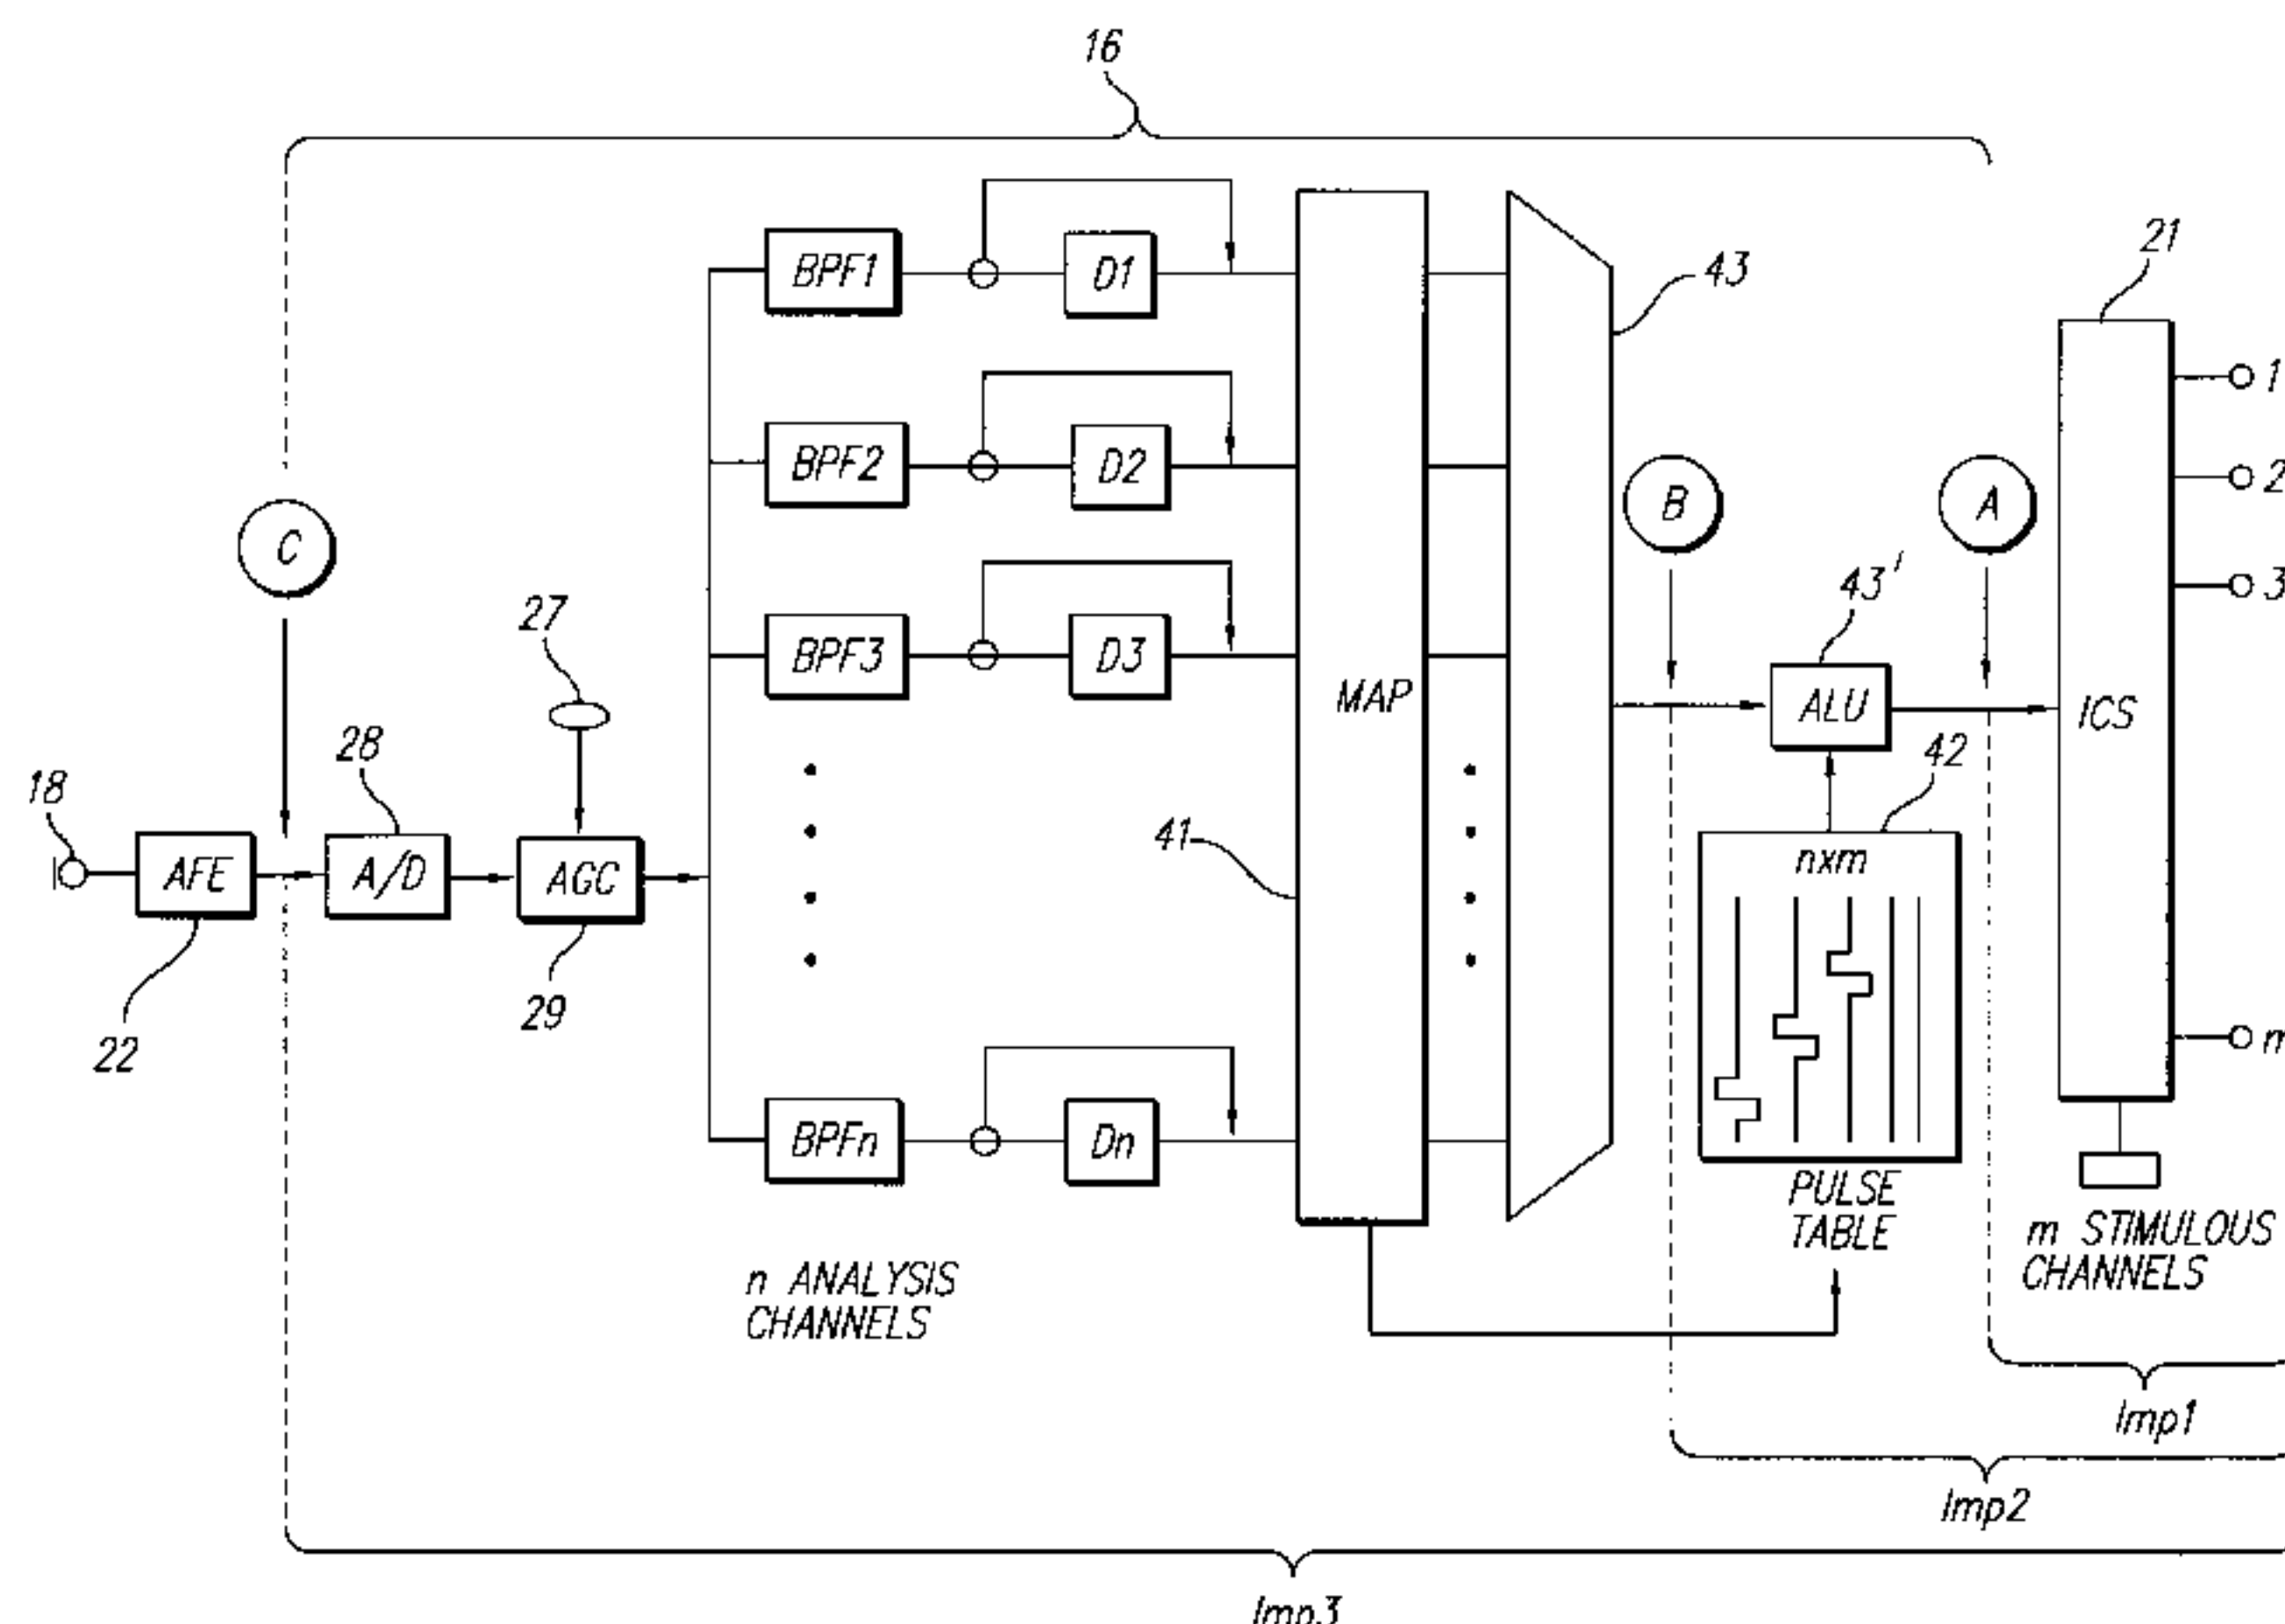 16
BPF1
D1
43
21
1
BPF2
D2
B
A
2
C
43'
3
27
BPF3
D3
MAP
ALU
ICS
28
42
18
41
nxm
AFE
A/D
AGC
29
22
m
BPFn
Dn
PULSE
TABLE
m STIMULOUS
CHANNELS
n ANALYSIS
CHANNELS
Imp1
Imp2
Imp3